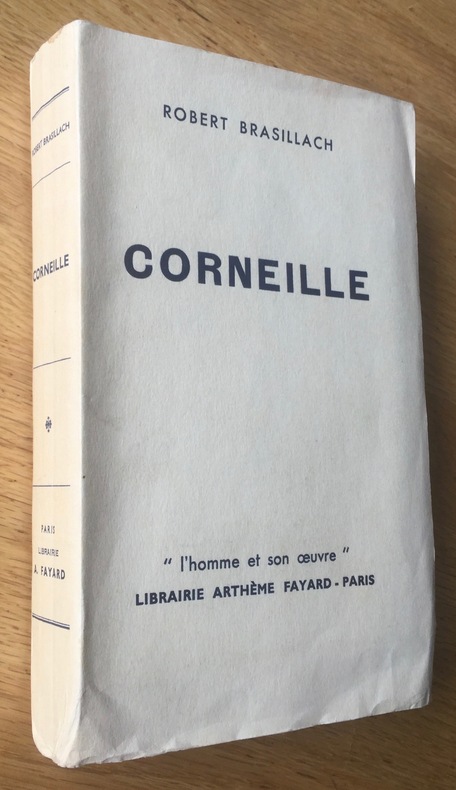 ROBERT BRASILLACH
CORNEILLE
" l'homme et son œuvre "
LIBRAIRIE ARTHÈME FAYARD - PARIS
ROBERT BRASILLACH
CORNEILLE
PARIS
LIBRAIRIE
A. FAYARD